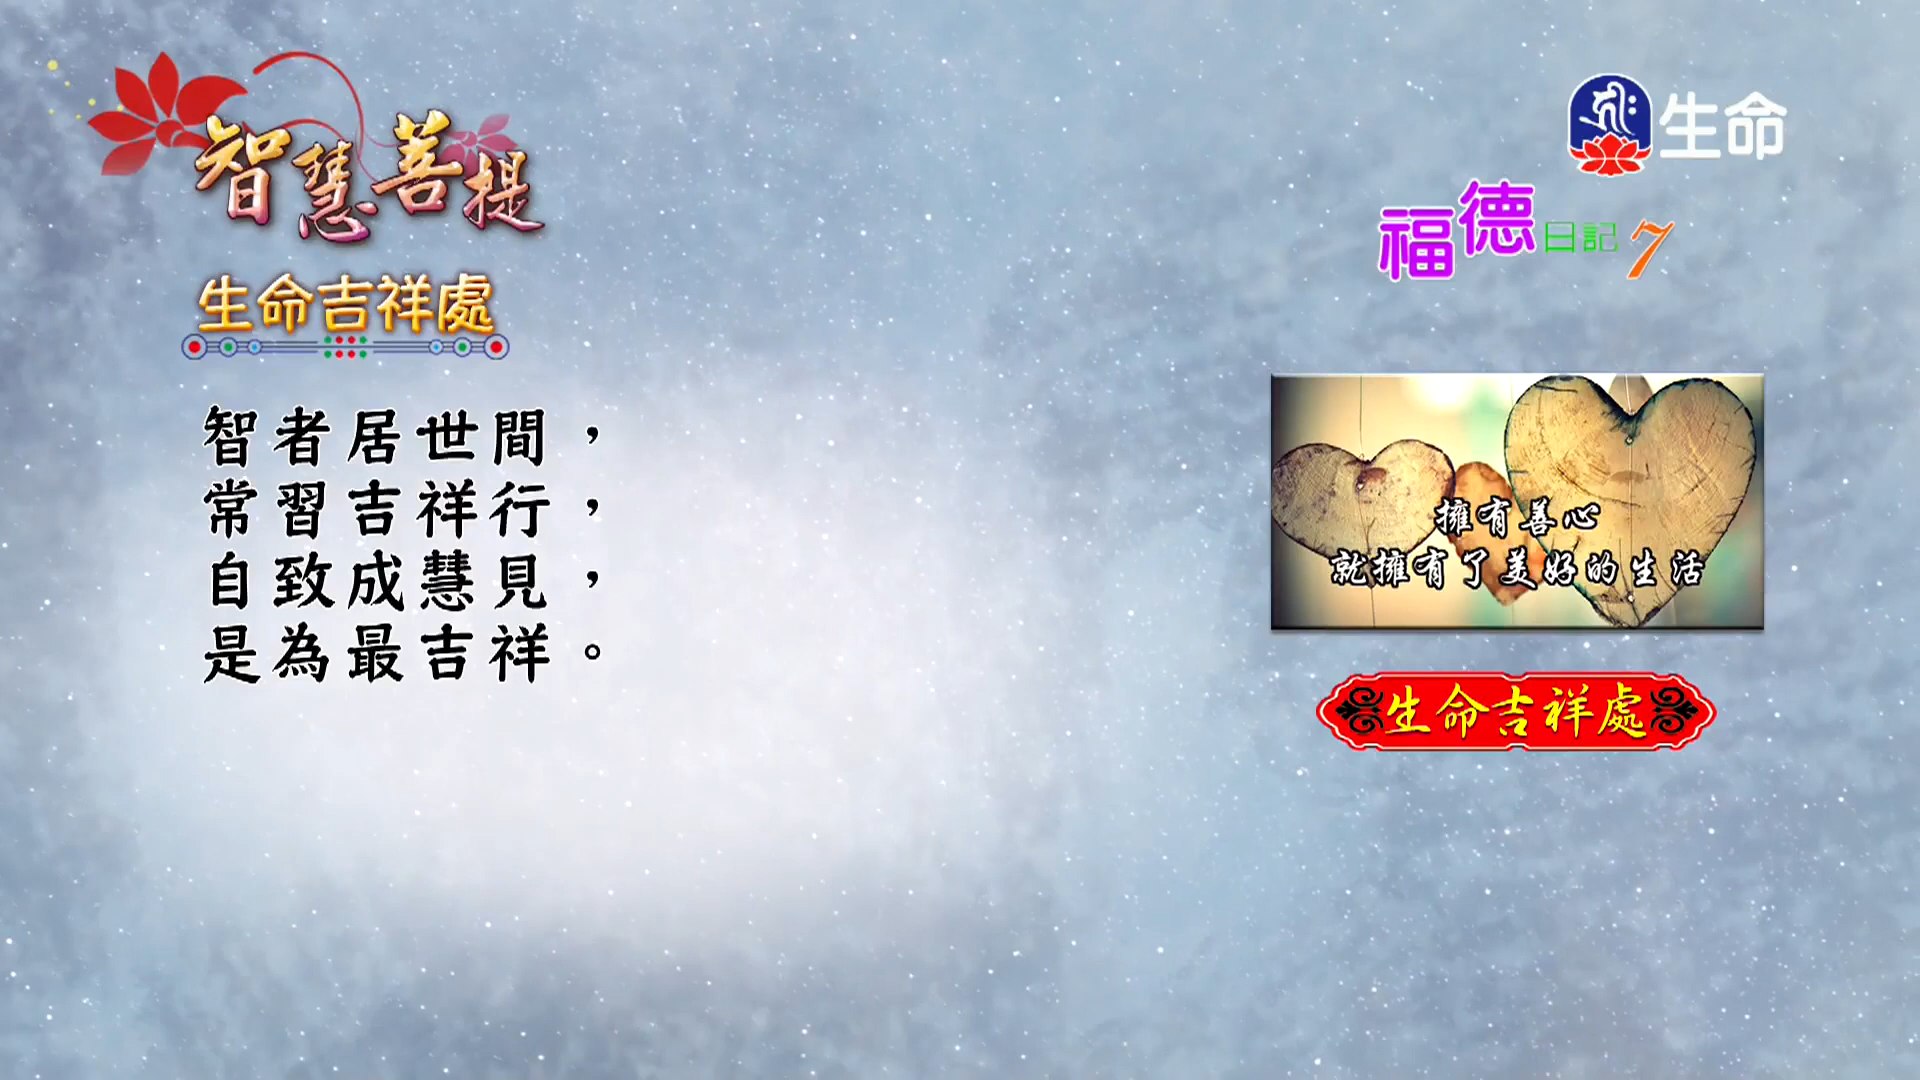 智慧菩提
生命吉祥處
智者居世間，
常習吉祥行，
自致成慧見，
是為最吉祥。
生命
福德日記7
擁有善心
就擁有了美好的生活
生命吉祥處